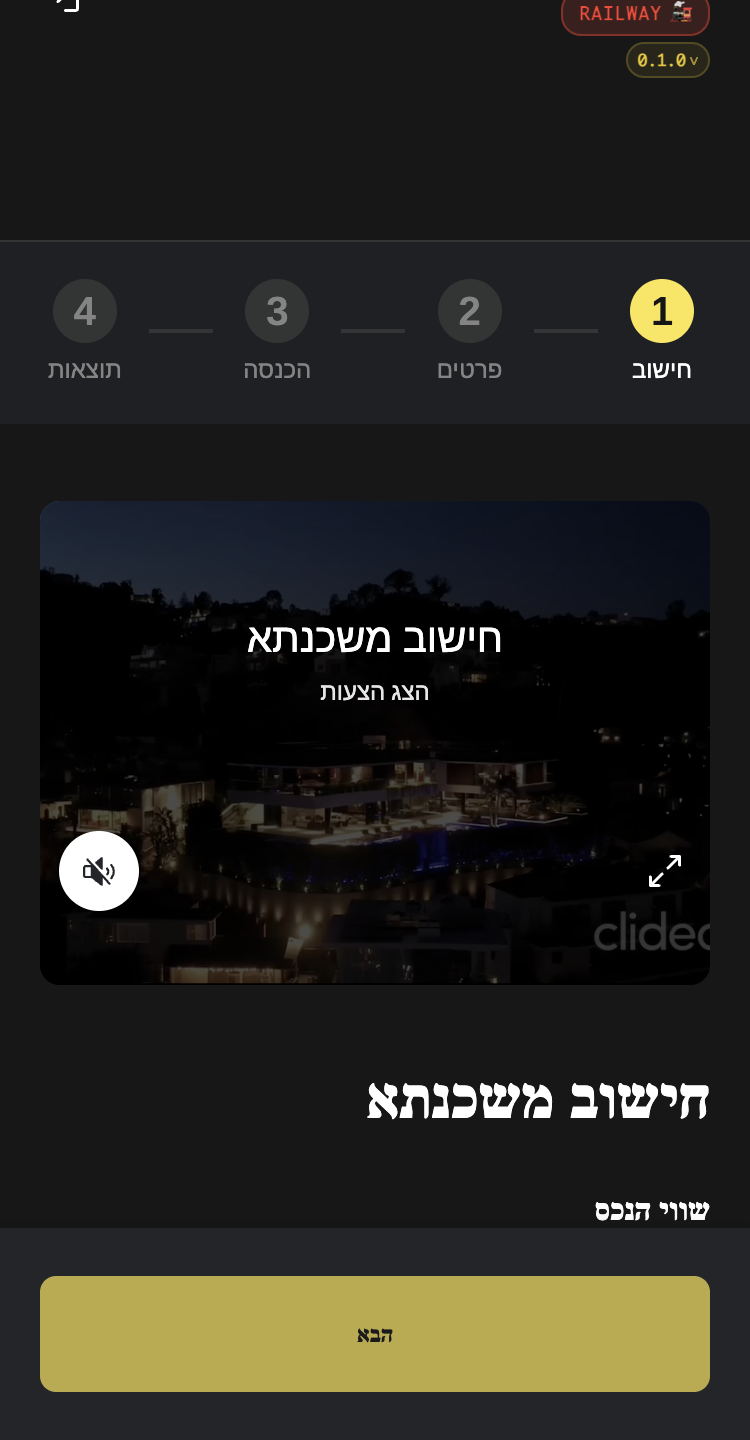 RAILWAY 🚂
v0.1.0
1
2
3
4
חישוב
פרטים
הכנסה
תוצאות
חישוב משכנתא
הצג הצעות
clideo
חישוב משכנתא
שווי הנכס
הבא